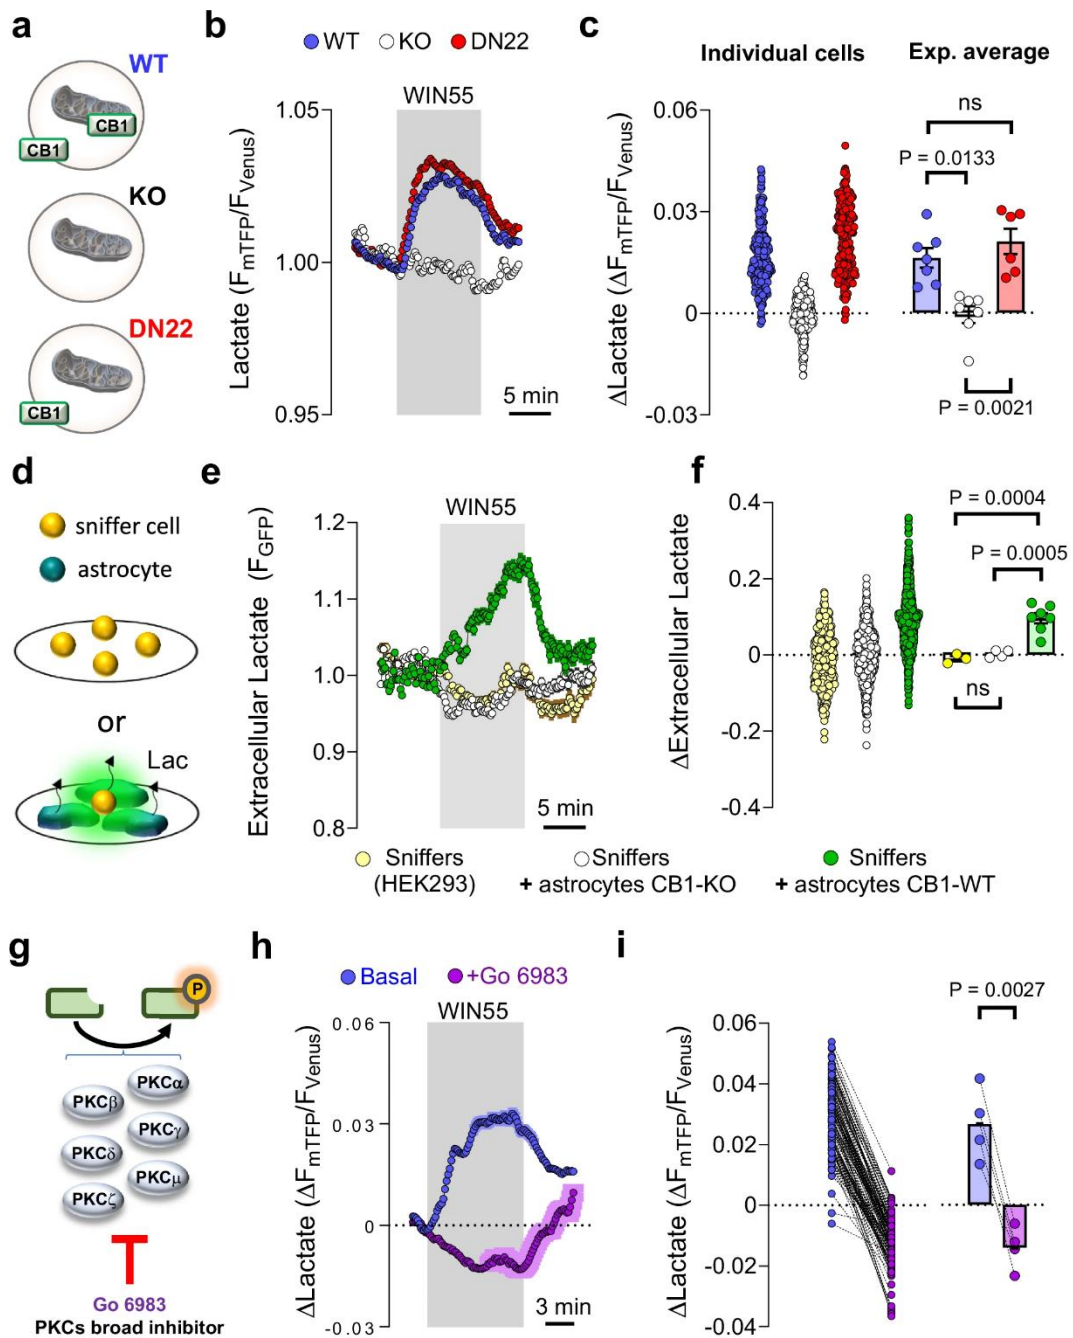 a
WT
CB1
CB1
KO
DN22
CB1
b
WT KO DN22
WIN55
1.05
1.00
0.95
Lactate (FmTFP/FVenus)
5 min
c
Individual cells
Exp. average
0.06
0.03
0
-0.03
ΔLactate (ΔFmTFP/FVenus)
ns
P = 0.0133
P = 0.0021
d
sniffer cell
astrocyte
or
Lac
e
WIN55
1.2
1.1
1.0
0.9
0.8
Extracellular Lactate (FGFP)
5 min
f
0.4
0.2
0
-0.2
-0.4
ΔExtracellular Lactate
P = 0.0004
P = 0.0005
ns
Sniffers
(HEK293)
Sniffers
+ astrocytes CB1-KO
Sniffers
+ astrocytes CB1-WT
g
P
PKCα
PKCβ
PKCγ
PKCδ
PKCμ
PKCζ
Go 6983
PKCs broad inhibitor
h
Basal +Go 6983
WIN55
0.06
0.03
0
-0.03
ΔLactate (ΔFmTFP/FVenus)
3 min
i
P = 0.0027
0.06
0.04
0.02
0
-0.02
-0.04
ΔLactate (ΔFmTFP/FVenus)